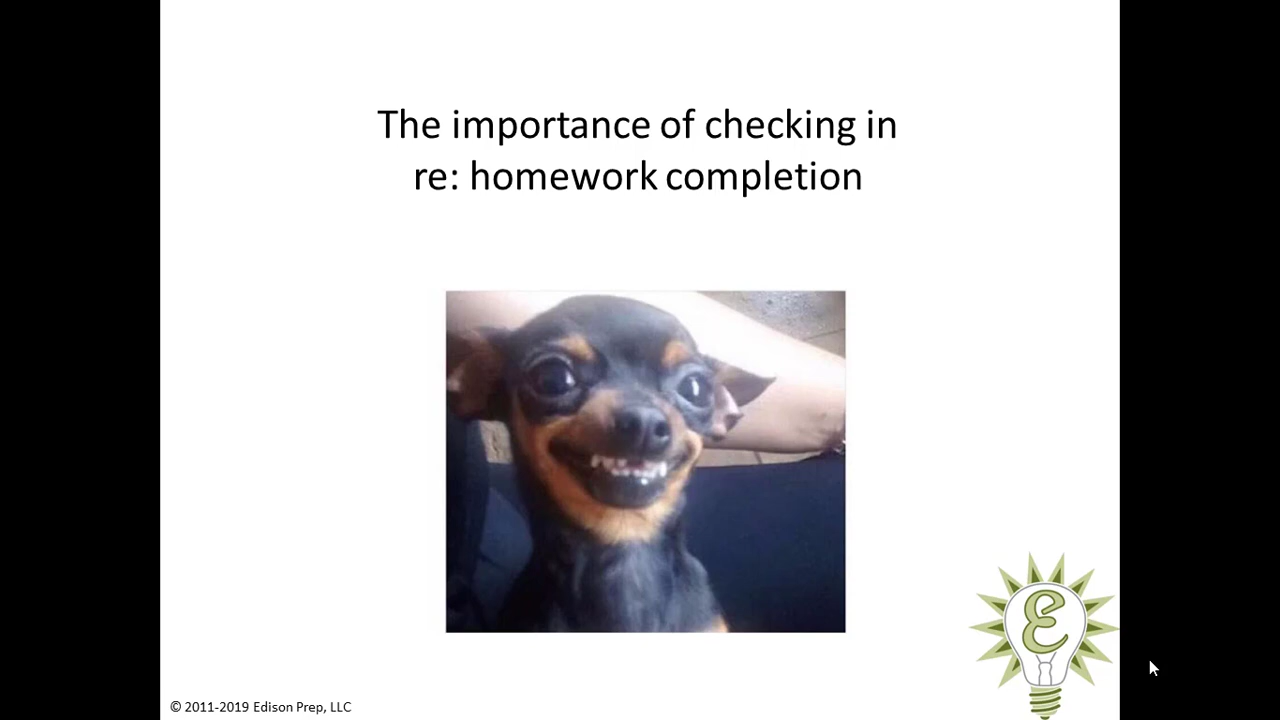 The importance of checking in
re: homework completion
ε
© 2011-2019 Edison Prep, LLC